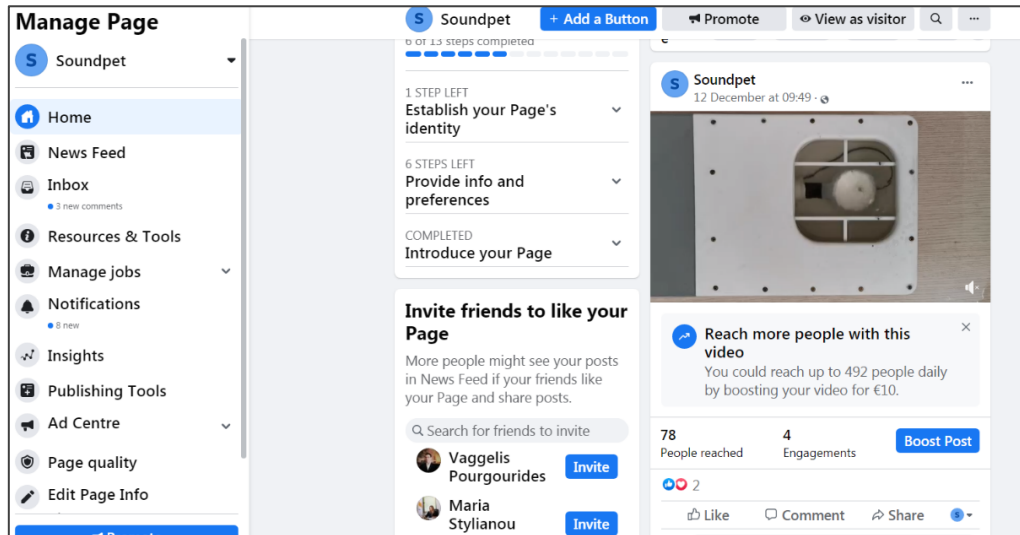 Manage Page
Soundpet
Home
News Feed
Inbox
3 new comments
Resources & Tools
Manage jobs
Notifications
8 new
Insights
Publishing Tools
Ad Centre
Page quality
Edit Page Info
S Soundpet
+ Add a Button
Promote
View as visitor
6 of 13 steps completed
1 STEP LEFT
Establish your Page's
identity
6 STEPS LEFT
Provide info and
preferences
COMPLETED
Introduce your Page
Invite friends to like your
Page
More people might see your posts
in News Feed if your friends like
your Page and share posts.
Search for friends to invite
Vaggelis
Pourgourides
Invite
Maria
Stylianou
Invite
S Soundpet
12 December at 09:49
Reach more people with this
video
You could reach up to 492 people daily
by boosting your video for €10.
78
People reached
4
Engagements
Boost Post
2
Like
Comment
Share